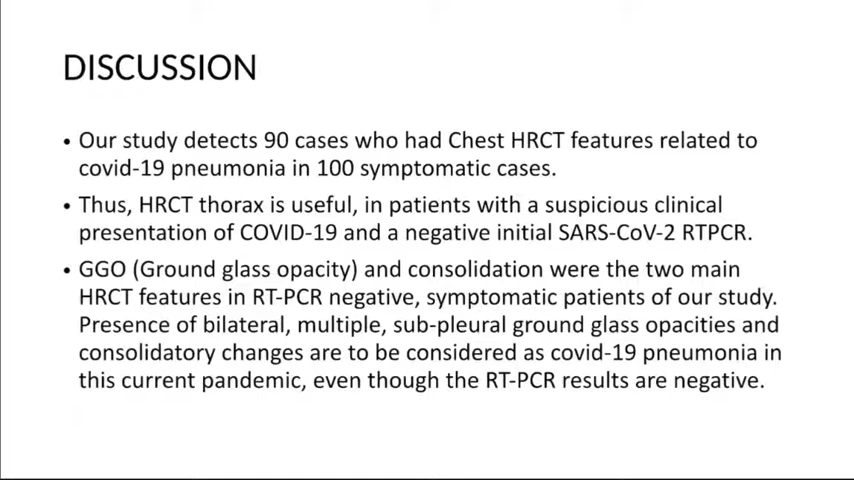 DISCUSSION
• Our study detects 90 cases who had Chest HRCT features related to
covid-19 pneumonia in 100 symptomatic cases.
• Thus, HRCT thorax is useful, in patients with a suspicious clinical
presentation of COVID-19 and a negative initial SARS-CoV-2 RTPCR.
• GGO (Ground glass opacity) and consolidation were the two main
HRCT features in RT-PCR negative, symptomatic patients of our study.
Presence of bilateral, multiple, sub-pleural ground glass opacities and
consolidatory changes are to be considered as covid-19 pneumonia in
this current pandemic, even though the RT-PCR results are negative.